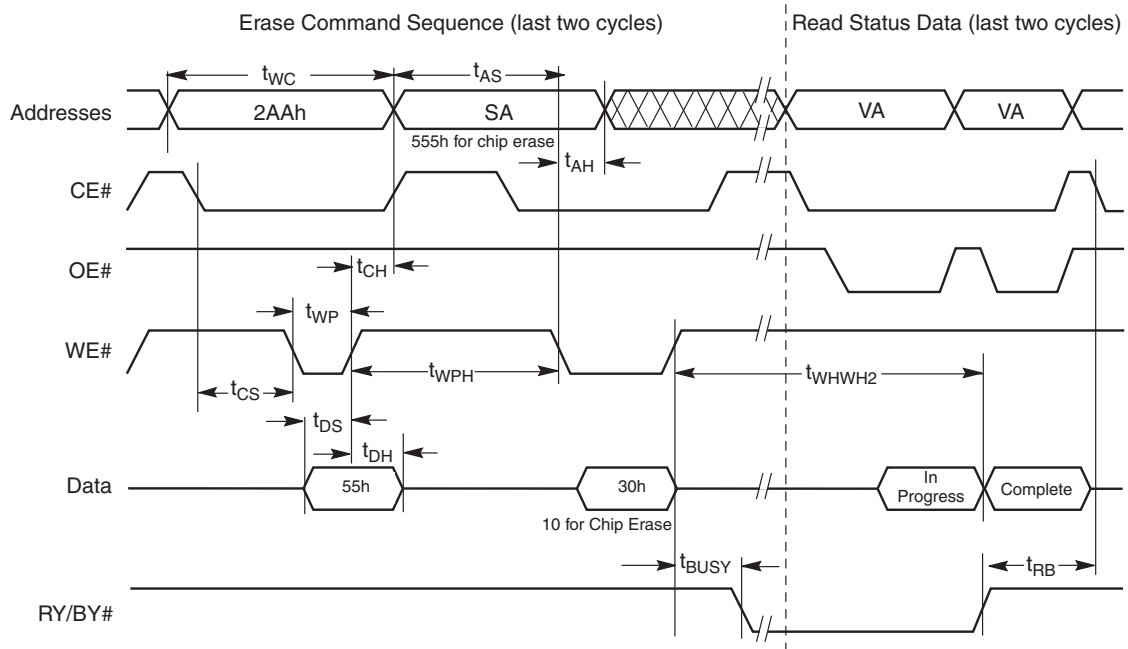 Erase Command Sequence (last two cycles)
Read Status Data (last two cycles)
tWC
tAS
Addresses
2AAh
SA
VA
VA
555h for chip erase
tAH
CE#
OE#
tCH
tWP
WE#
tWPH
tWHWH2
tCS
tDS
tDH
Data
55h
30h
In
Progress
Complete
10 for Chip Erase
tBUSY
tRB
RY/BY#